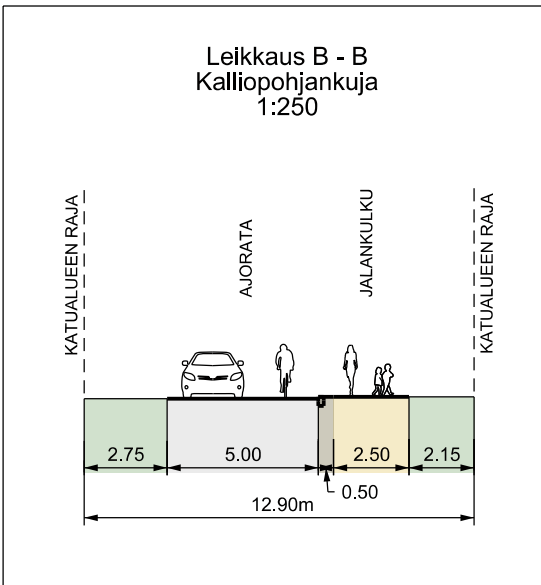 Leikkaus B - B
Kalliopohjankuja
1:250
KATUALUEEN RAJA
AJORATA
JALANKULKU
KATUALUEEN RAJA
2.75
5.00
2.50
2.15
0.50
12.90m